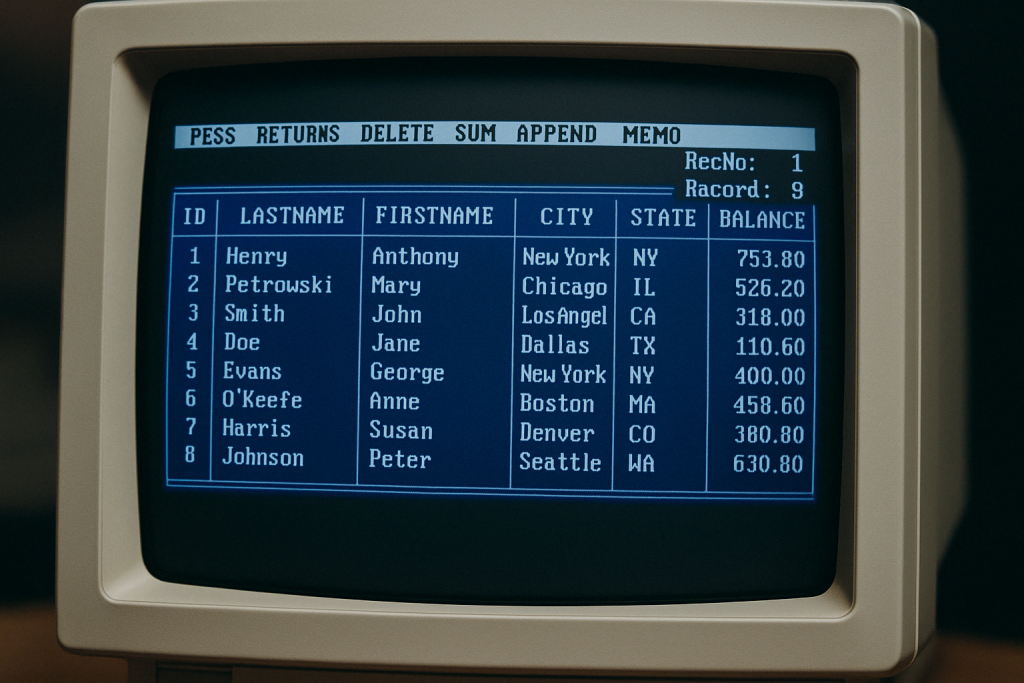 PESS RETURNS DELETE SUM APPEND MEMO
RecNo: 1
Racord: 9
ID LASTNAME FIRSTNAME CITY STATE BALANCE
1 Henry Anthony New York NY 753.80
2 Petrowski Mary Chicago IL 526.20
3 Smith John LosAngel CA 318.00
4 Doe Jane Dallas TX 110.60
5 Evans George New York NY 400.00
6 O'Keefe Anne Boston MA 458.60
7 Harris Susan Denver CO 380.80
8 Johnson Peter Seattle WA 630.80